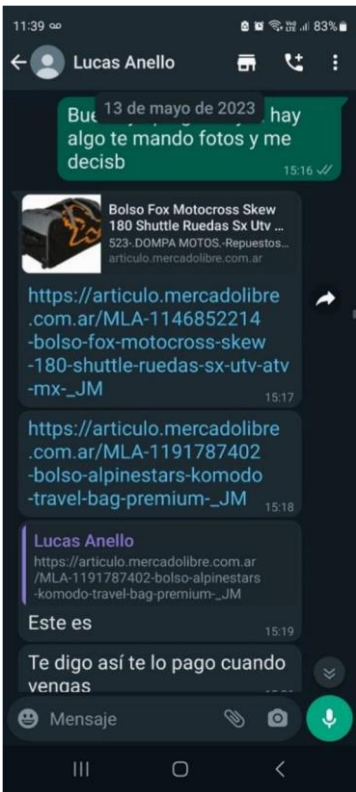 11:39
83%
Lucas Anello
13 de mayo de 2023
hay
algo te mando fotos y me
decisb
15:16
Bolso Fox Motocross Skew
180 Shuttle Ruedas Sx Utv ...
523-.DOMPA MOTOS.-Repuestos...
articulo.mercadolibre.com.ar
https://articulo.mercadolibre
.com.ar/MLA-1146852214
-bolso-fox-motocross-skew
-180-shuttle-ruedas-sx-utv-atv
-mx-_JM
15:17
https://articulo.mercadolibre
.com.ar/MLA-1191787402
-bolso-alpinestars-komodo
-travel-bag-premium-_JM
15:18
Lucas Anello
https://articulo.mercadolibre.com.ar
/MLA-1191787402-bolso-alpinestars
-komodo-travel-bag-premium-_JM
Este es
15:19
Te digo así te lo pago cuando
vengas
Mensaje